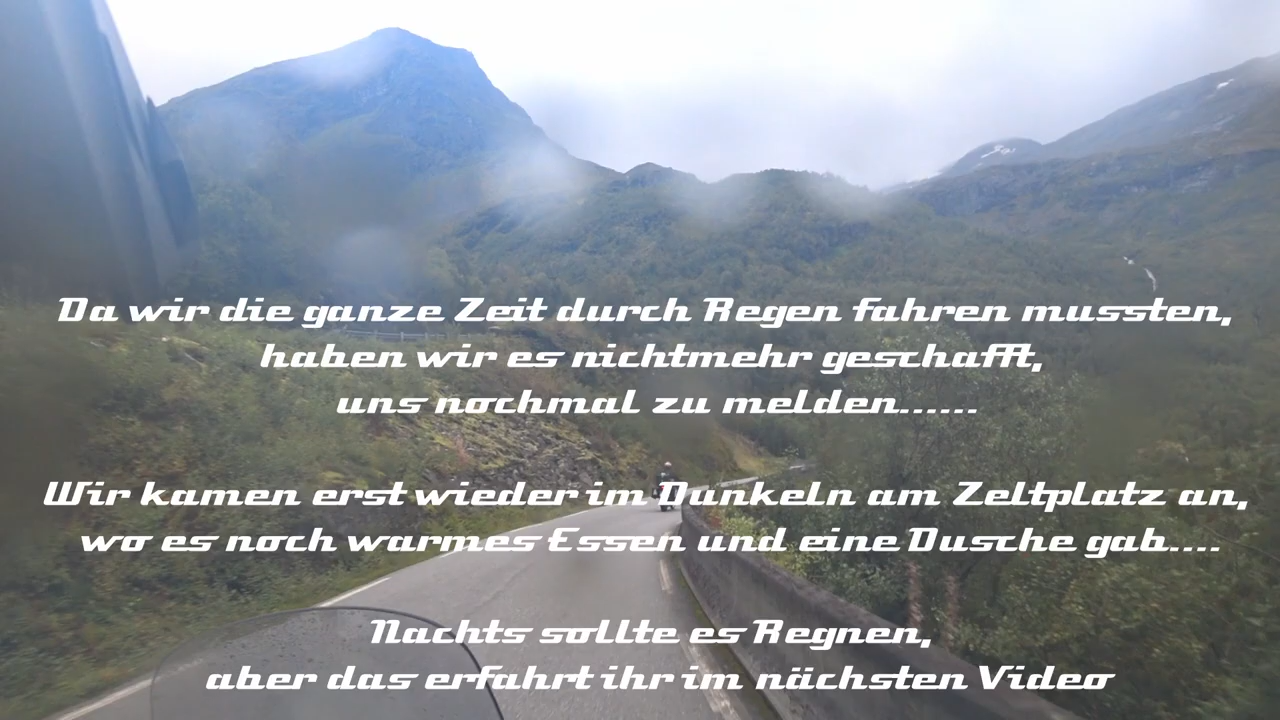 Da wir die ganze Zeit durch Regen fahren mussten,
haben wir es nichtmehr geschafft,
uns nochmal zu melden......
Wir kamen erst wieder im Dunkeln am Zeltplatz an,
wo es noch warmes Essen und eine Dusche gab....
Nachts sollte es Regnen,
aber das erfahrt ihr im nächsten Video